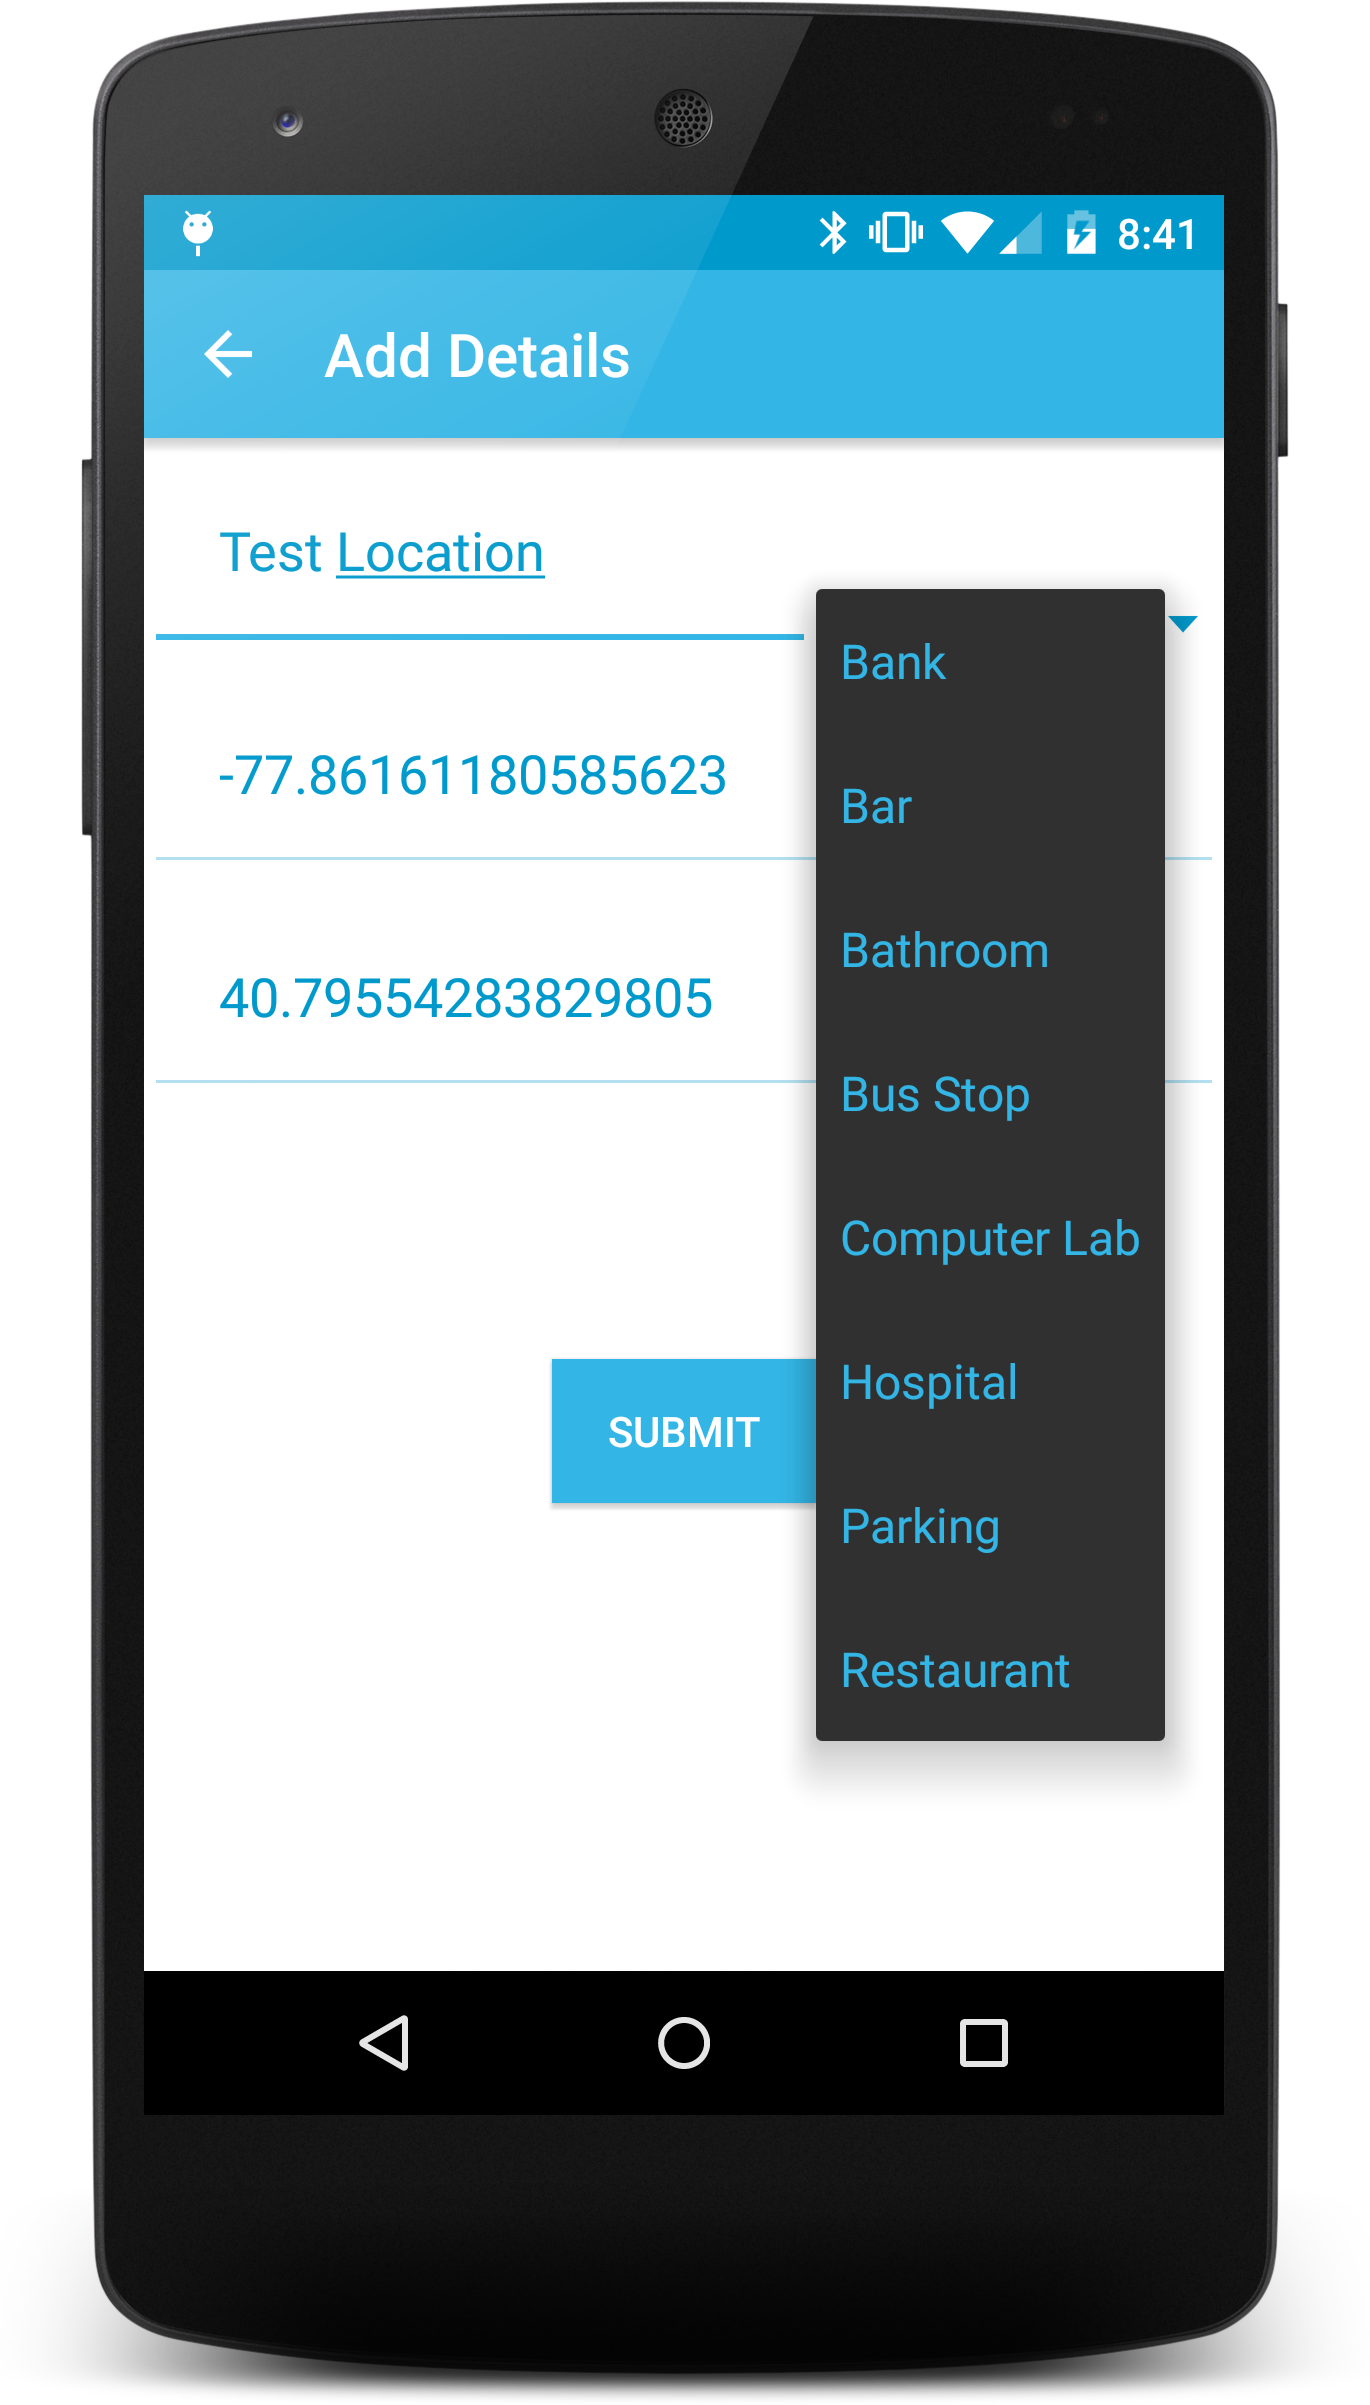 8:41
Add Details
Test Location
-77.86161180585623
40.79554283829805
SUBMIT
Bank
Bar
Bathroom
Bus Stop
Computer Lab
Hospital
Parking
Restaurant